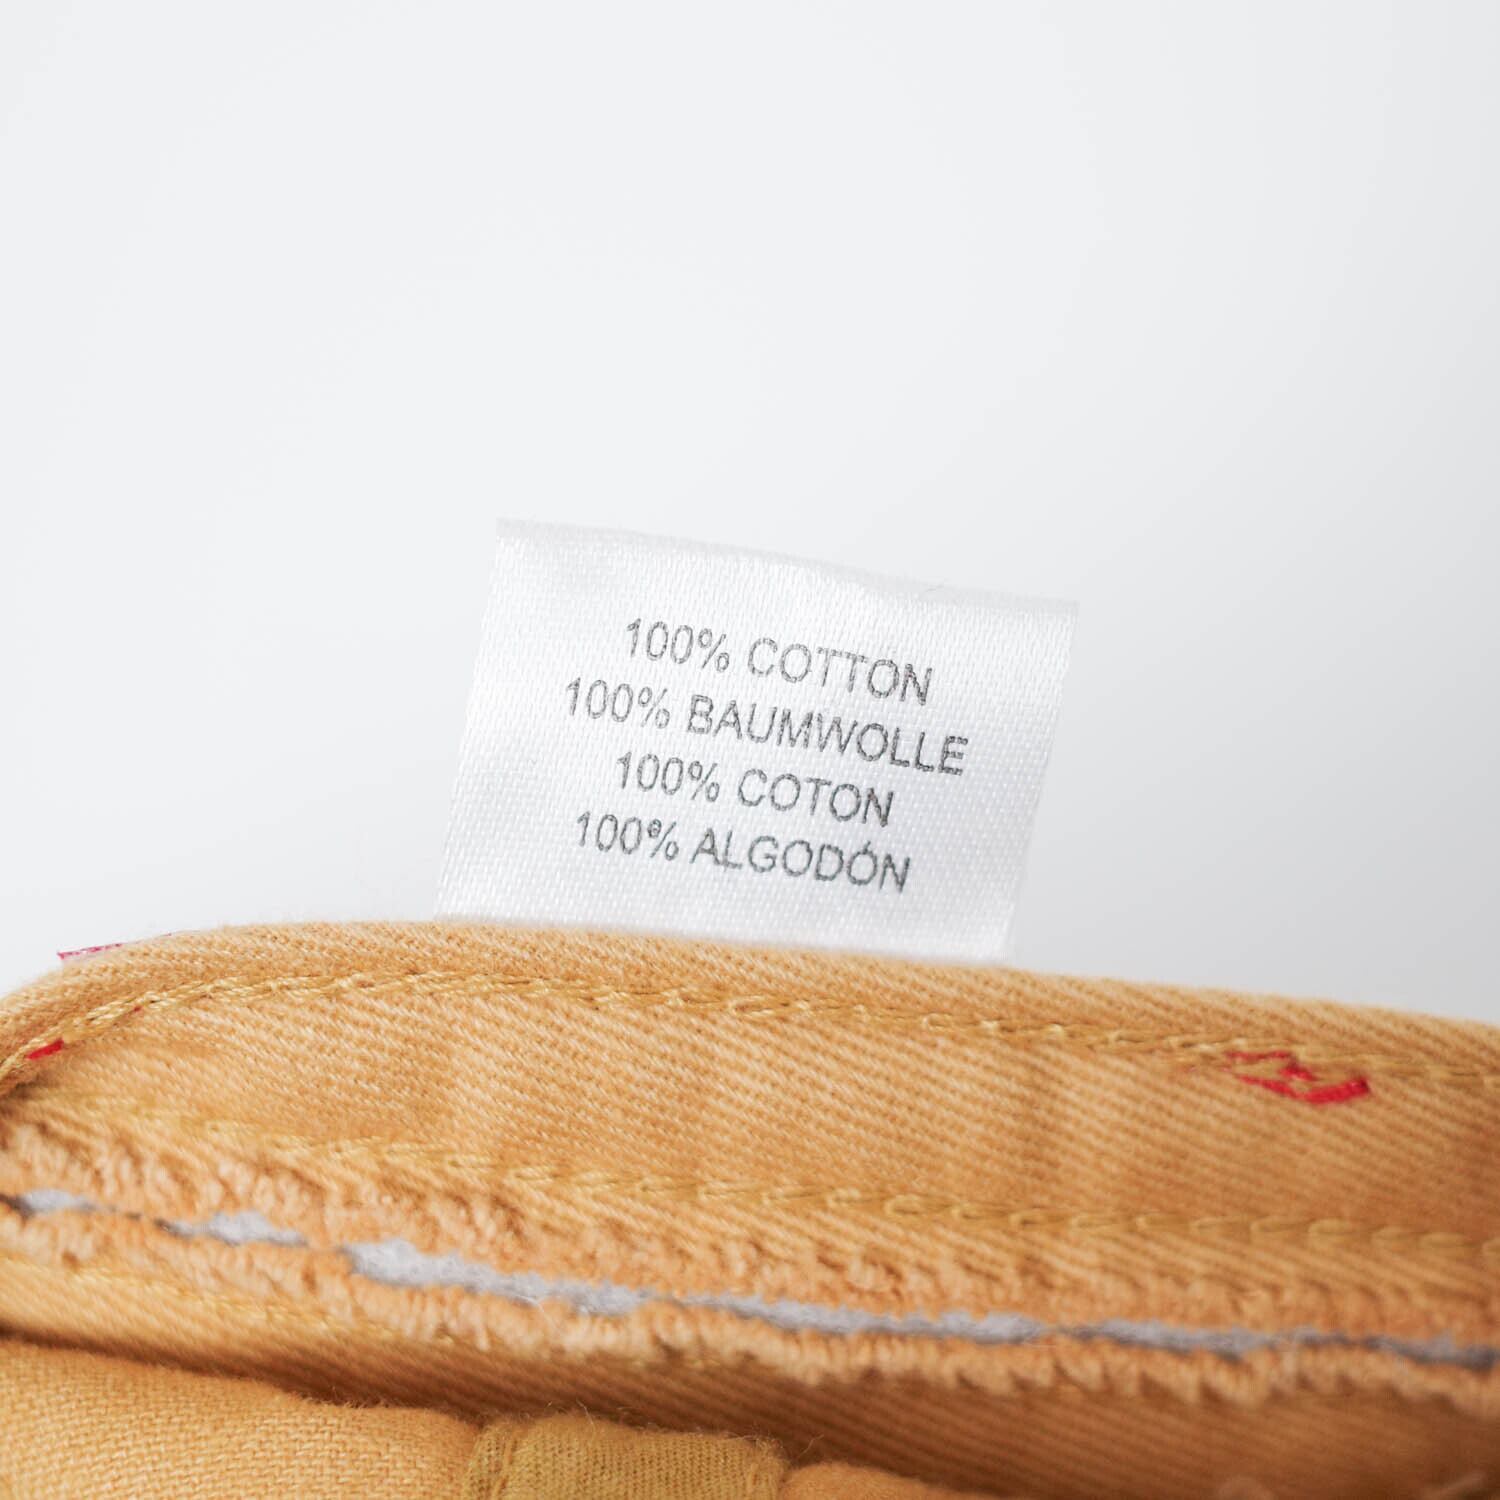 100% COTTON
100% BAUMWOLLE
100% COTON
100% ALGODÓN